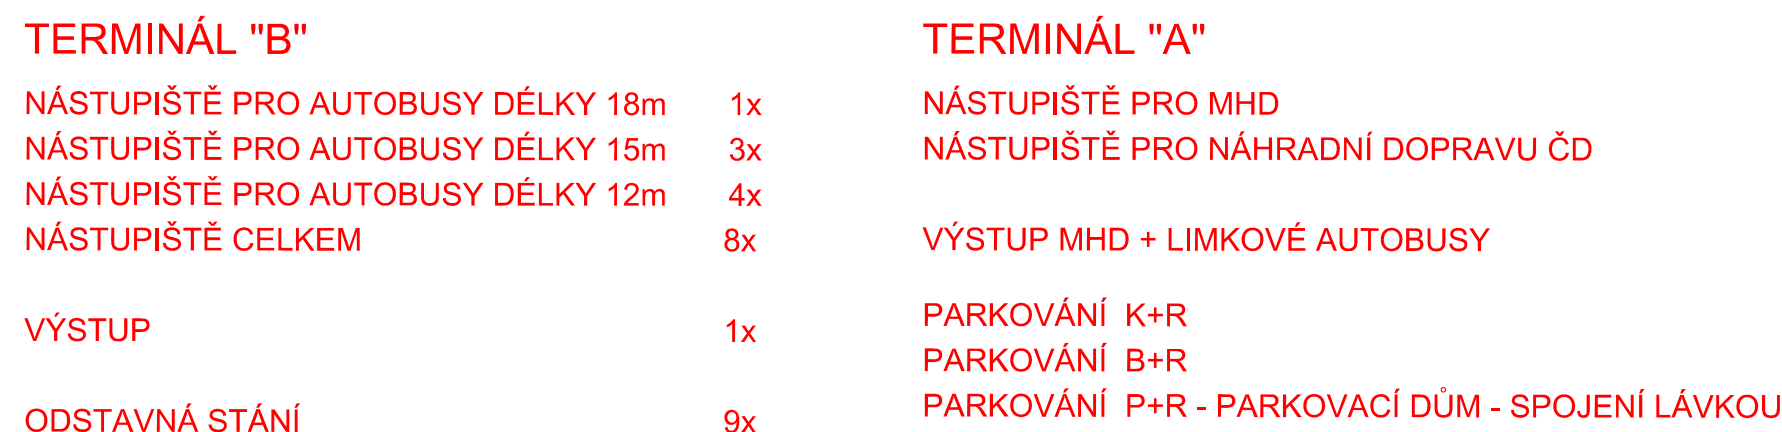 TERMINÁL "B"
NÁSTUPIŠTĚ PRO AUTOBUSY DÉLKY 18m 1x
NÁSTUPIŠTĚ PRO AUTOBUSY DÉLKY 15m 3x
NÁSTUPIŠTĚ PRO AUTOBUSY DÉLKY 12m 4x
NÁSTUPIŠTĚ CELKEM 8x
VÝSTUP 1x
ODSTAVNÁ STÁNÍ 9x
TERMINÁL "A"
NÁSTUPIŠTĚ PRO MHD
NÁSTUPIŠTĚ PRO NÁHRADNÍ DOPRAVU ČD
VÝSTUP MHD + LIMKOVÉ AUTOBUSY
PARKOVÁNÍ K+R
PARKOVÁNÍ B+R
PARKOVÁNÍ P+R - PARKOVACÍ DŮM - SPOJENÍ LÁVKOU